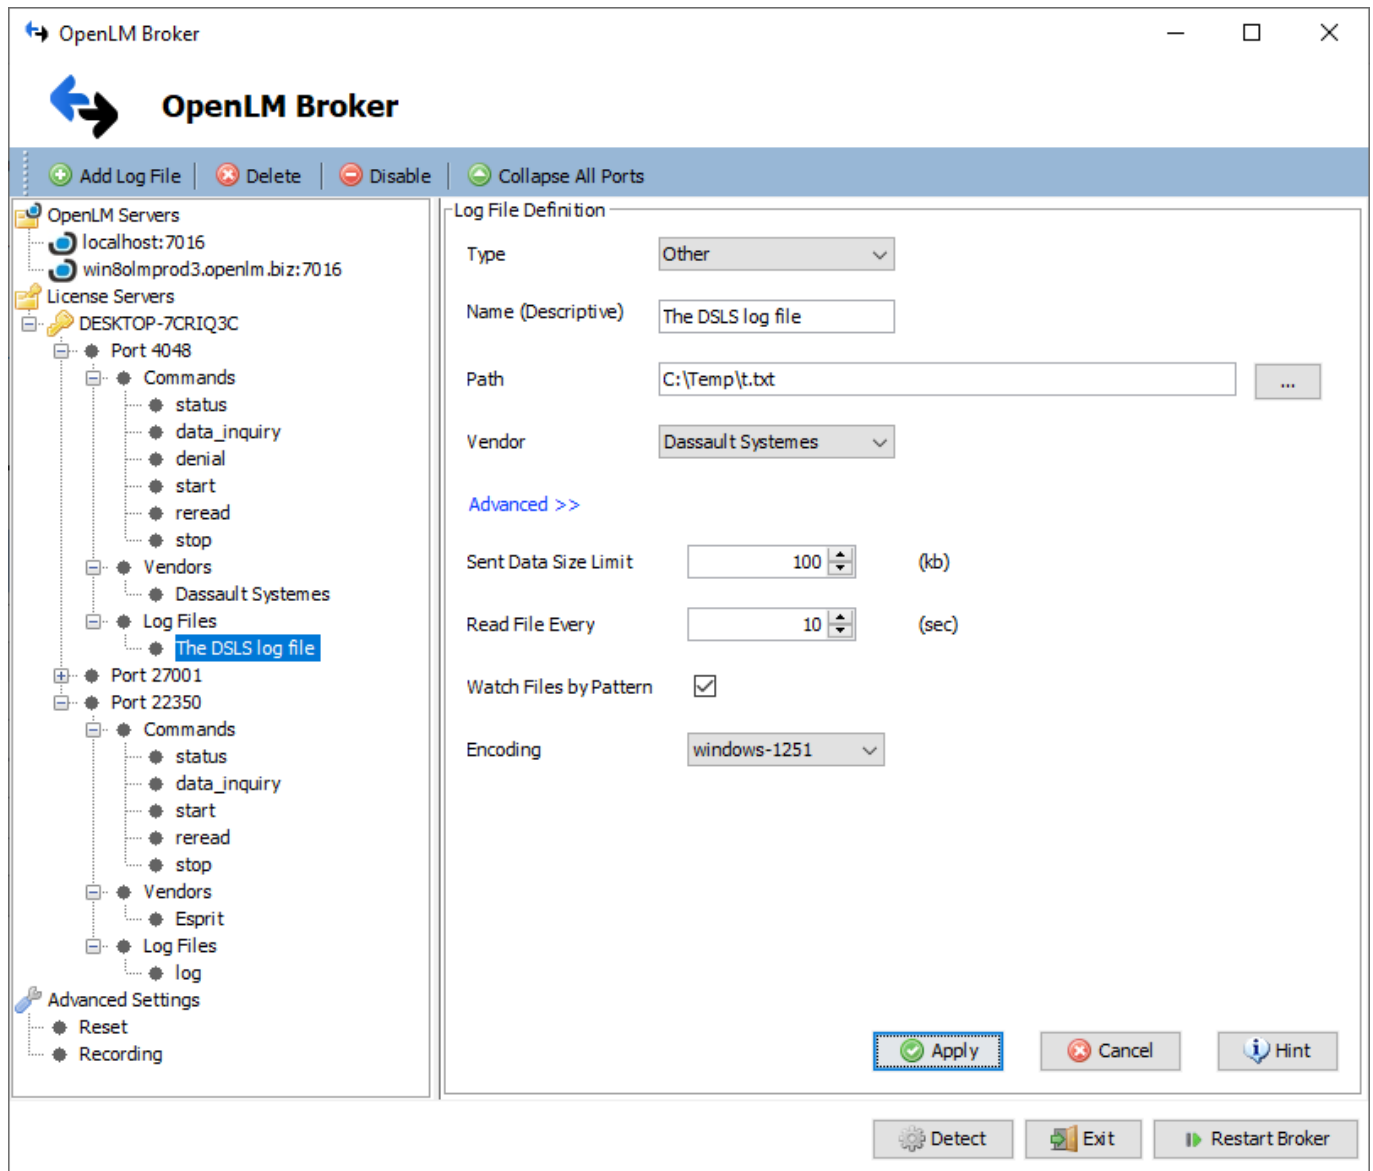 OpenLM Broker
OpenLM Broker
Add Log File Delete Disable Collapse All Ports
OpenLM Servers
localhost:7016
win8olmprod3.openlm.biz:7016
License Servers
DESKTOP-7CRIQ3C
Port 4048
Commands
status
data_inquiry
denial
start
reread
stop
Vendors
Dassault Systemes
Log Files
The DSLS log file
Port 27001
Port 22350
Commands
status
data_inquiry
start
reread
stop
Vendors
Esprit
Log Files
log
Advanced Settings
Reset
Recording
Log File Definition
Type Other
Name (Descriptive) The DSLS log file
Path C:\Temp\t.txt ...
Vendor Dassault Systemes
Advanced >>
Sent Data Size Limit 100 (kb)
Read File Every 10 (sec)
Watch Files by Pattern
Encoding windows-1251
Apply Cancel Hint
Detect Exit Restart Broker